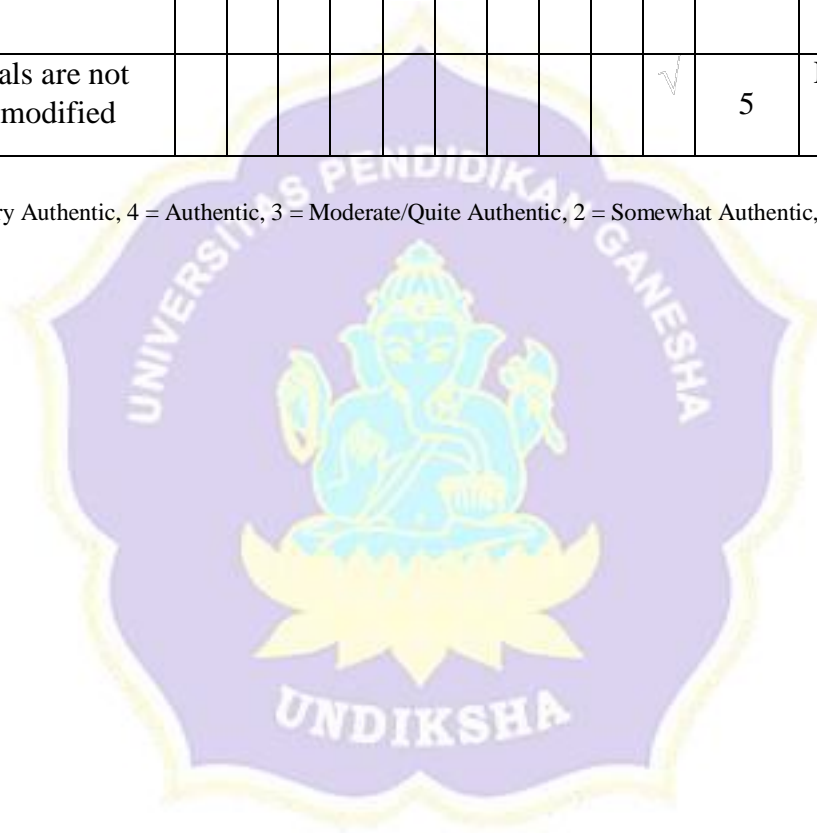 als are not
modified
√
5
ry Authentic, 4 = Authentic, 3 = Moderate/Quite Authentic, 2 = Somewhat Authentic,
UNIVERSITAS PENDIDIKAN GANESHA
UNDIKSHA